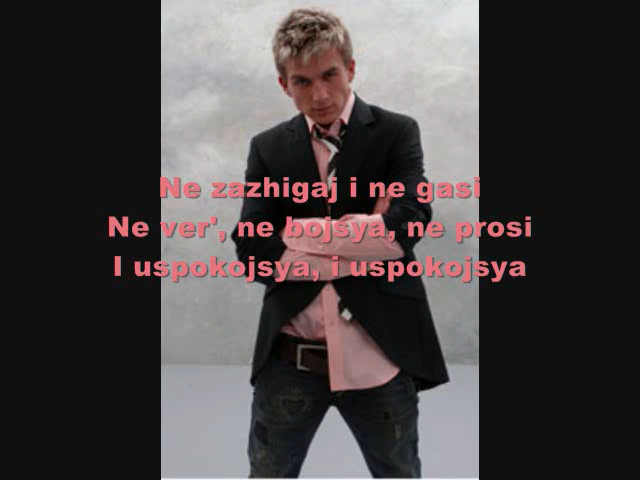 Ne zazhigaj i ne gasi
Ne ver', ne bojsya, ne prosi
I uspokojsya, i uspokojsya